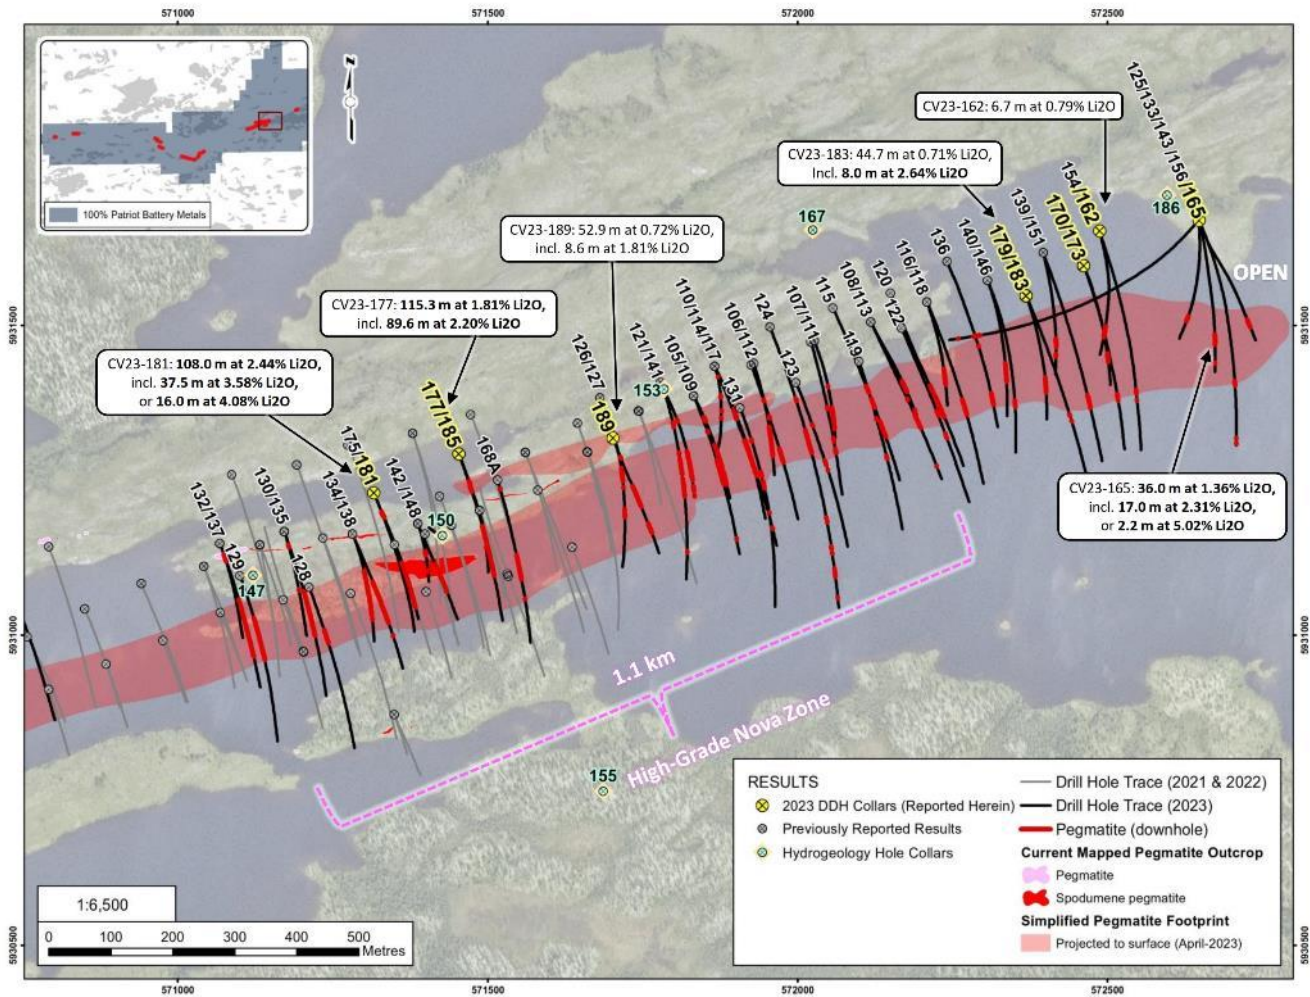 571000
571500
572000
572500
N
100% Patriot Battery Metals
CV23-162: 6.7 m at 0.79% Li2O
125/133/143/156/165
CV23-183: 44.7 m at 0.71% Li2O,
Incl. 8.0 m at 2.64% Li2O
154/162
170/173
139/151
179/183
186
167
CV23-189: 52.9 m at 0.72% Li2O,
incl. 8.6 m at 1.81% Li2O
136
140/146
116/118
120
122
108/113
115
119
OPEN
CV23-177: 115.3 m at 1.81% Li2O,
incl. 89.6 m at 2.20% Li2O
124
107/111
123
110/114/117
106/112
131
121/141
105/109
153
126/127
189
5931500
5931500
CV23-181: 108.0 m at 2.44% Li2O,
incl. 37.5 m at 3.58% Li2O,
or 16.0 m at 4.08% Li2O
177/185
168A
175/181
142/148
150
134/138
130/135
128
132/137
129
147
CV23-165: 36.0 m at 1.36% Li2O,
incl. 17.0 m at 2.31% Li2O,
or 2.2 m at 5.02% Li2O
5931000
5931000
1.1 km
High-Grade Nova Zone
155
RESULTS
2023 DDH Collars (Reported Herein)
Previously Reported Results
Hydrogeology Hole Collars
Drill Hole Trace (2021 & 2022)
Drill Hole Trace (2023)
Pegmatite (downhole)
Current Mapped Pegmatite Outcrop
Pegmatite
Spodumene pegmatite
Simplified Pegmatite Footprint
Projected to surface (April-2023)
1:6,500
0 100 200 300 400 500
Metres
5930500
5930500
571000
571500
572000
572500